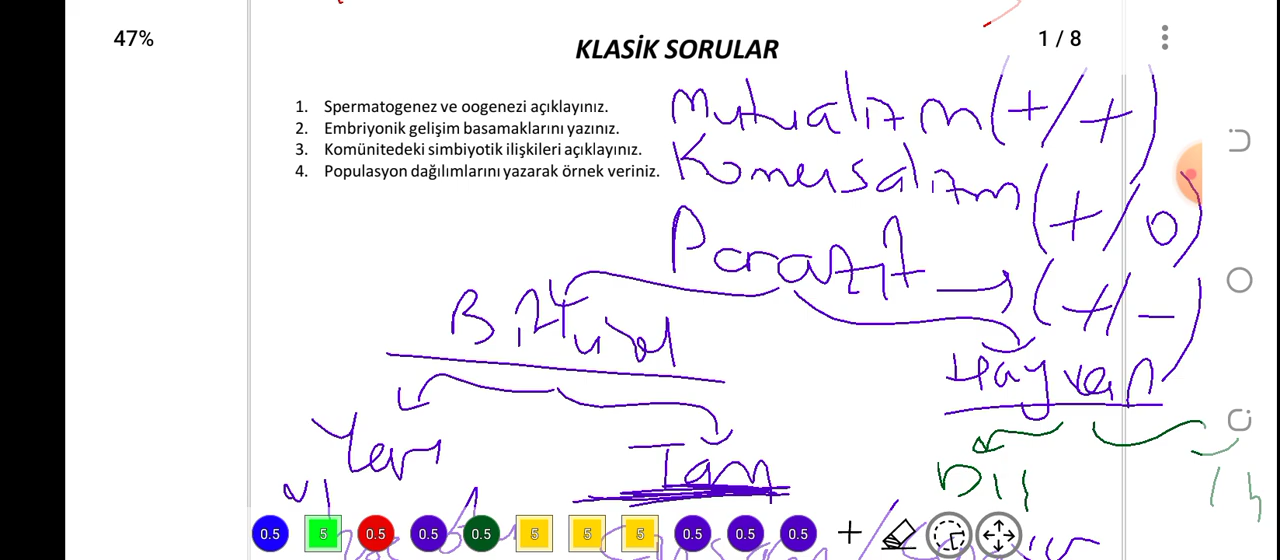 47%
1 / 8
KLASİK SORULAR
1. Spermatogenez ve oogenezi açıklayınız.
2. Embriyonik gelişim basamaklarını yazınız.
3. Komünitedeki simbiyotik ilişkileri açıklayınız.
4. Populasyon dağılımlarını yazarak örnek veriniz.
Mutualizm (+/+)
Komensalizm (+/0)
Parazit → (+/-)
Bitkisel
Hayvan
Yarı
Tam
Dış
İç
0.5 5 0.5 0.5 0.5 5 5 5 0.5 0.5 0.5